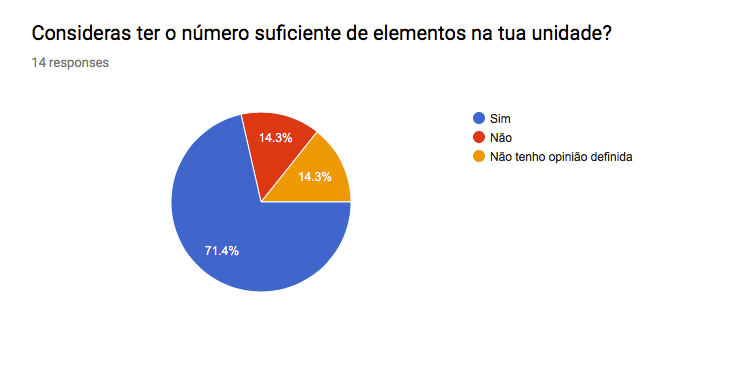 Consideras ter o número suficiente de elementos na tua unidade?
14 responses
Sim
Não
Não tenho opinião definida
14.3%
14.3%
71.4%